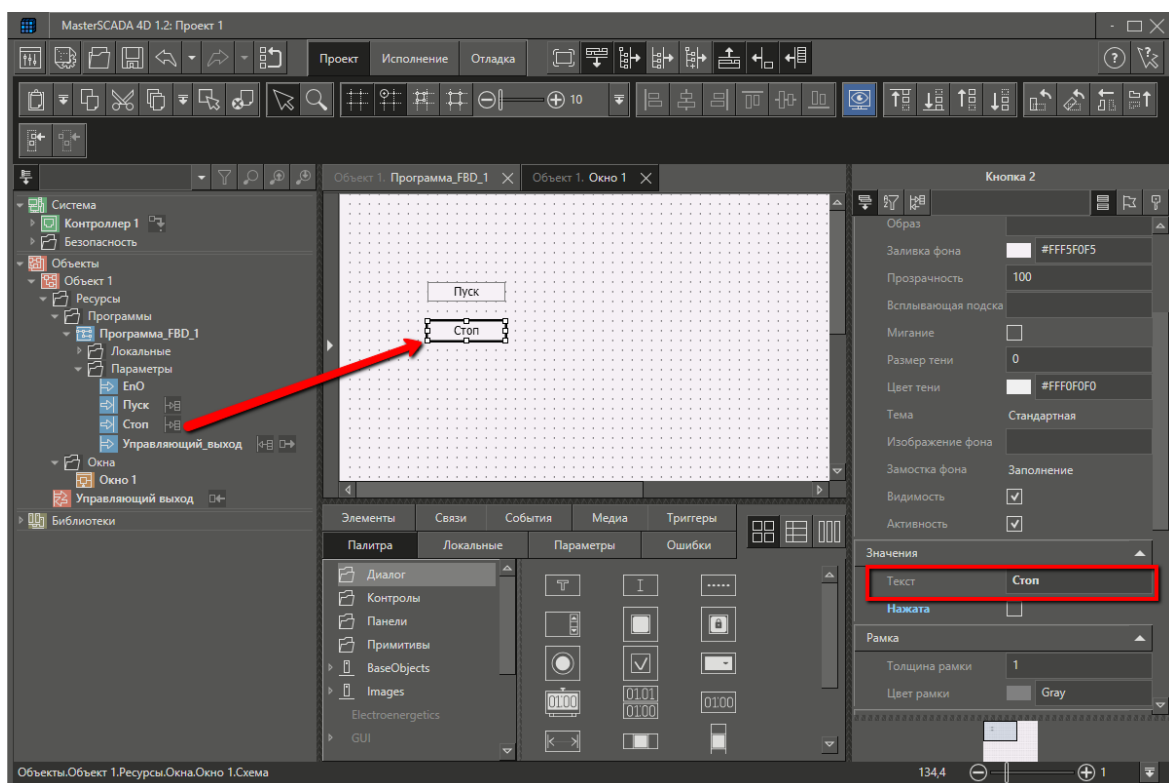 MasterSCADA 4D 1.2: Проект 1
Проект Исполнение Отладка
10
Система
Контроллер 1
Безопасность
Объекты
Объект 1
Ресурсы
Программы
Программа_FBD_1
Локальные
Параметры
EnO
Пуск
Стоп
Управляющий_выход
Окна
Окно 1
Управляющий выход
Библиотеки
Объект 1. Программа_FBD_1 Объект 1. Окно 1
Пуск
Стоп
Элементы Связи События Медиа Триггеры
Палитра Локальные Параметры Ошибки
Диалог
Контролы
Панели
Примитивы
BaseObjects
Images
Electroenergetics
GUI
Кнопка 2
Образ
Заливка фона #FFF5F0F5
Прозрачность 100
Всплывающая подска
Мигание
Размер тени 0
Цвет тени #FFF0F0F0
Тема Стандартная
Изображение фона
Замостка фона Заполнение
Видимость
Активность
Значения
Текст Стоп
Нажата
Рамка
Толщина рамки 1
Цвет рамки Gray
Объекты.Объект 1.Ресурсы.Окна.Окно 1.Схема
134,4 1